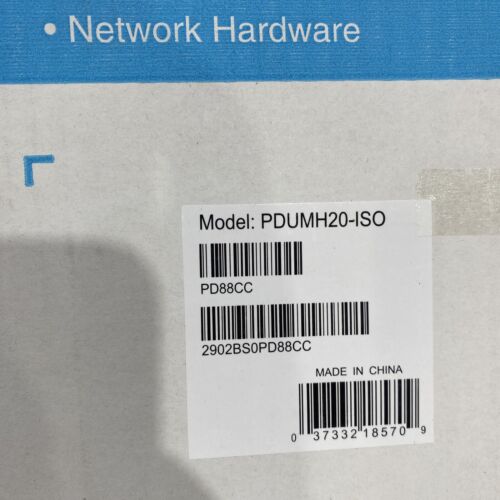 • Network Hardware
Model: PDUMH20-ISO
PD88CC
2902BS0PD88CC
MADE IN CHINA
0 37332 18570 9